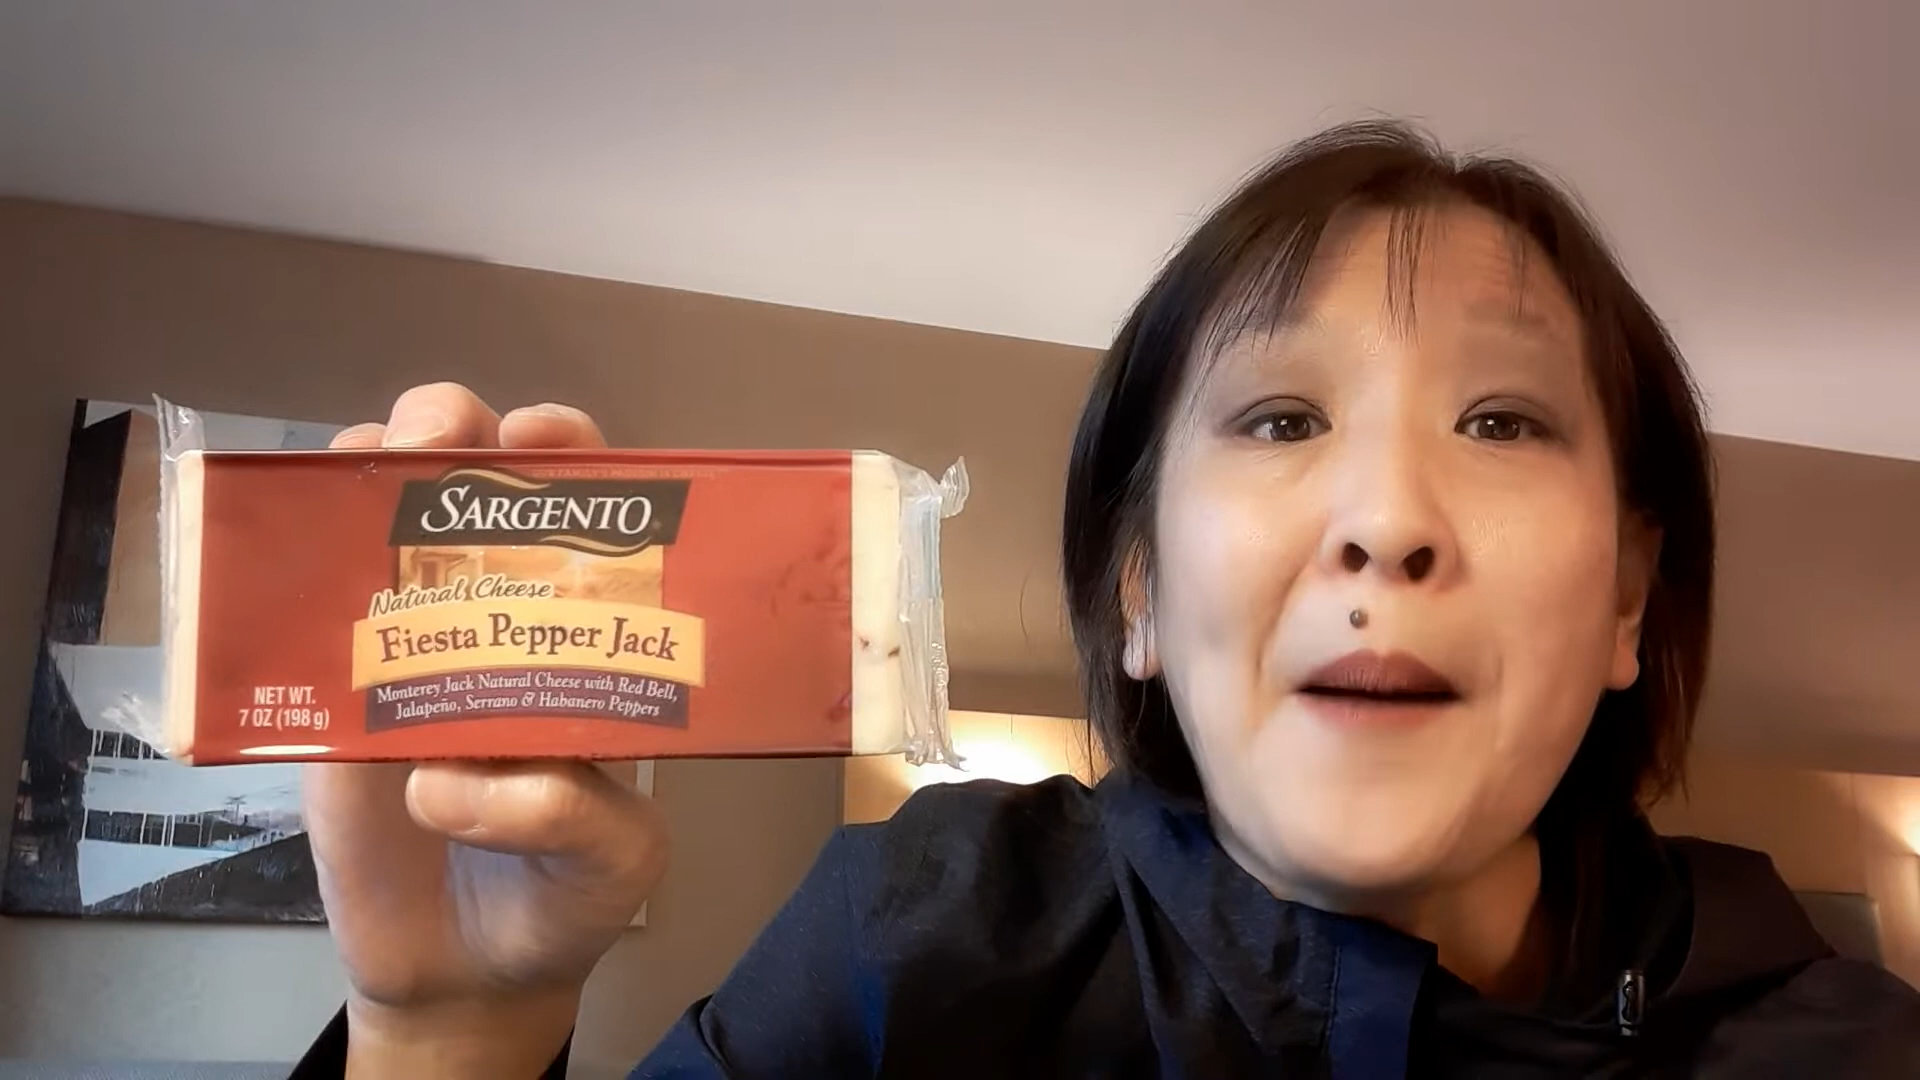 SARGENTO
Natural Cheese
Fiesta Pepper Jack
Monterey Jack Natural Cheese with Red Bell,
Jalapeño, Serrano & Habanero Peppers
NET WT.
7 OZ (198 g)